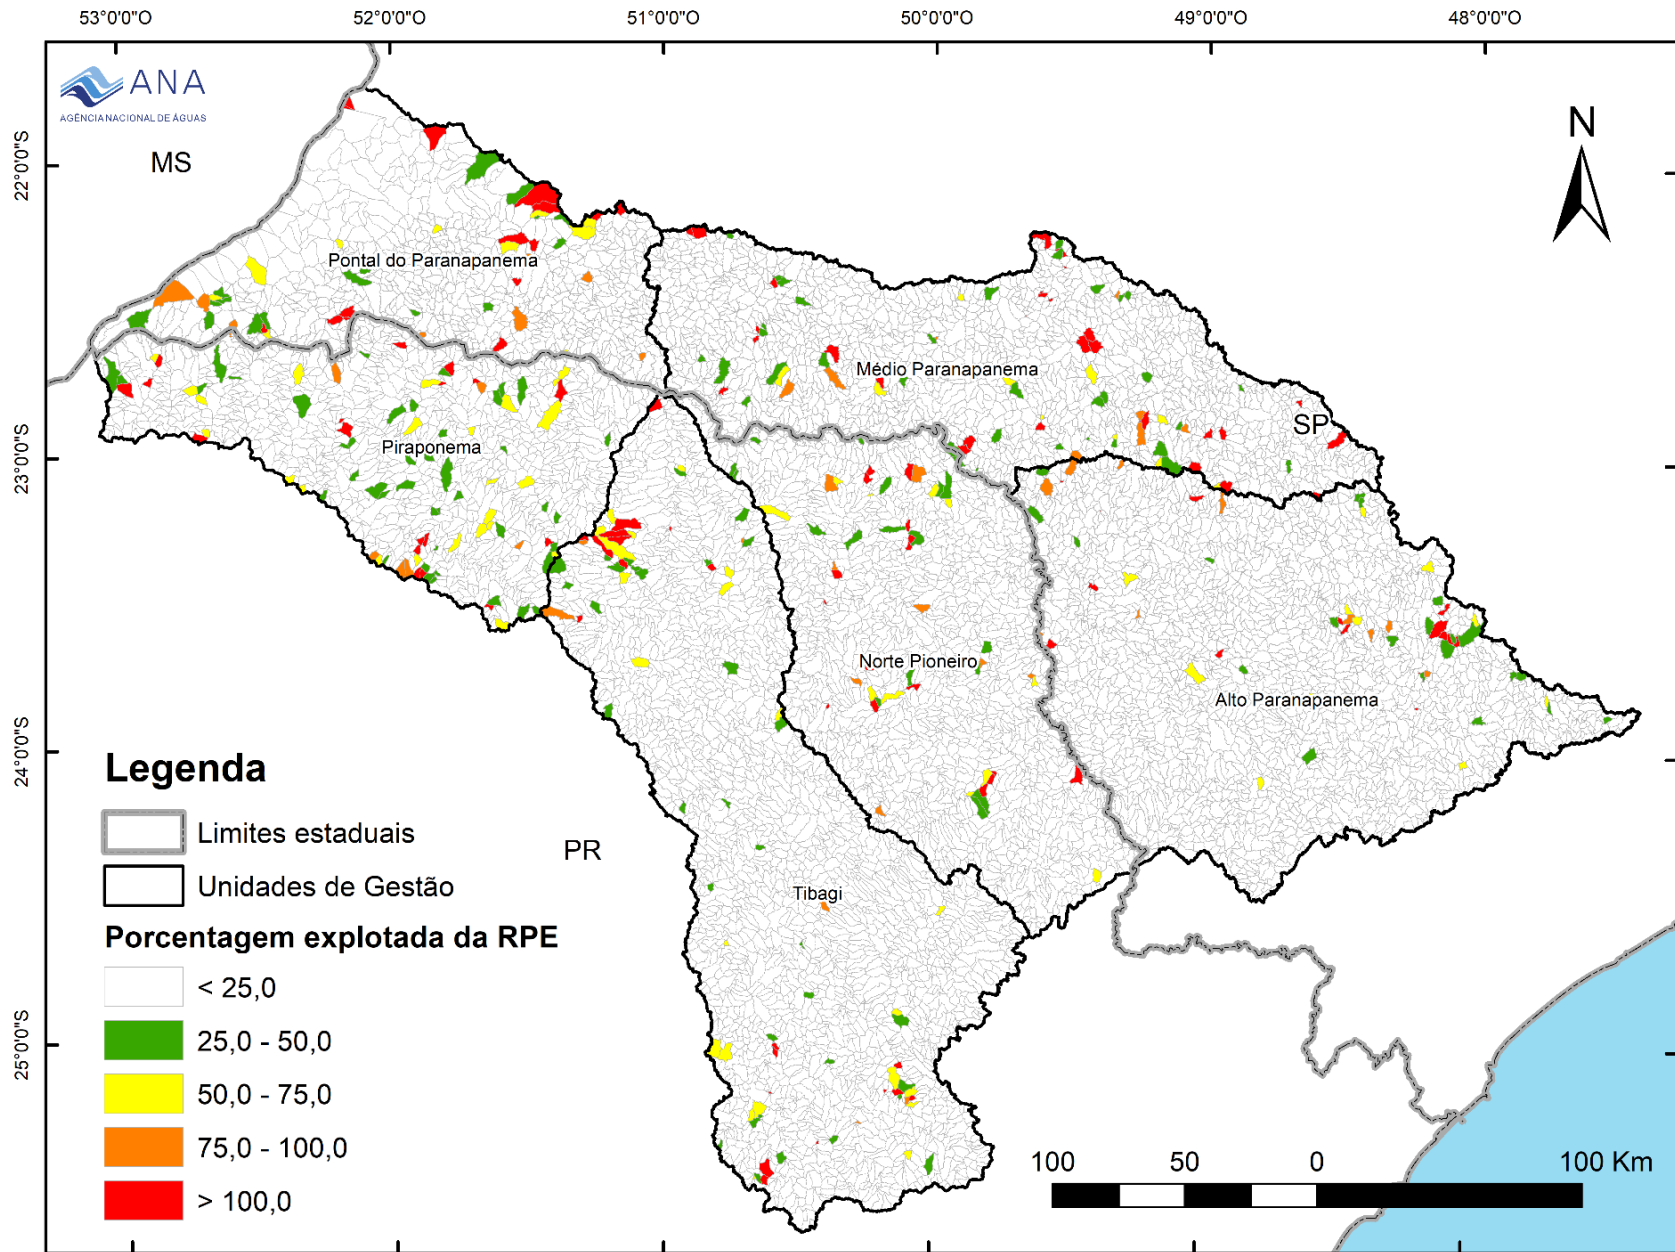 53°0'0"O
52°0'0"O
51°0'0"O
50°0'0"O
49°0'0"O
48°0'0"O
ANA
AGÊNCIA NACIONAL DE ÁGUAS
MS
N
22°0'0"S
Pontal do Paranapanema
Médio Paranapanema
SP
23°0'0"S
Piraponema
Norte Pioneiro
Alto Paranapanema
24°0'0"S
Legenda
Limites estaduais
PR
Unidades de Gestão
Tibagi
Porcentagem explotada da RPE
< 25,0
25,0 - 50,0
25°0'0"S
50,0 - 75,0
75,0 - 100,0
100 50 0 100 Km
> 100,0